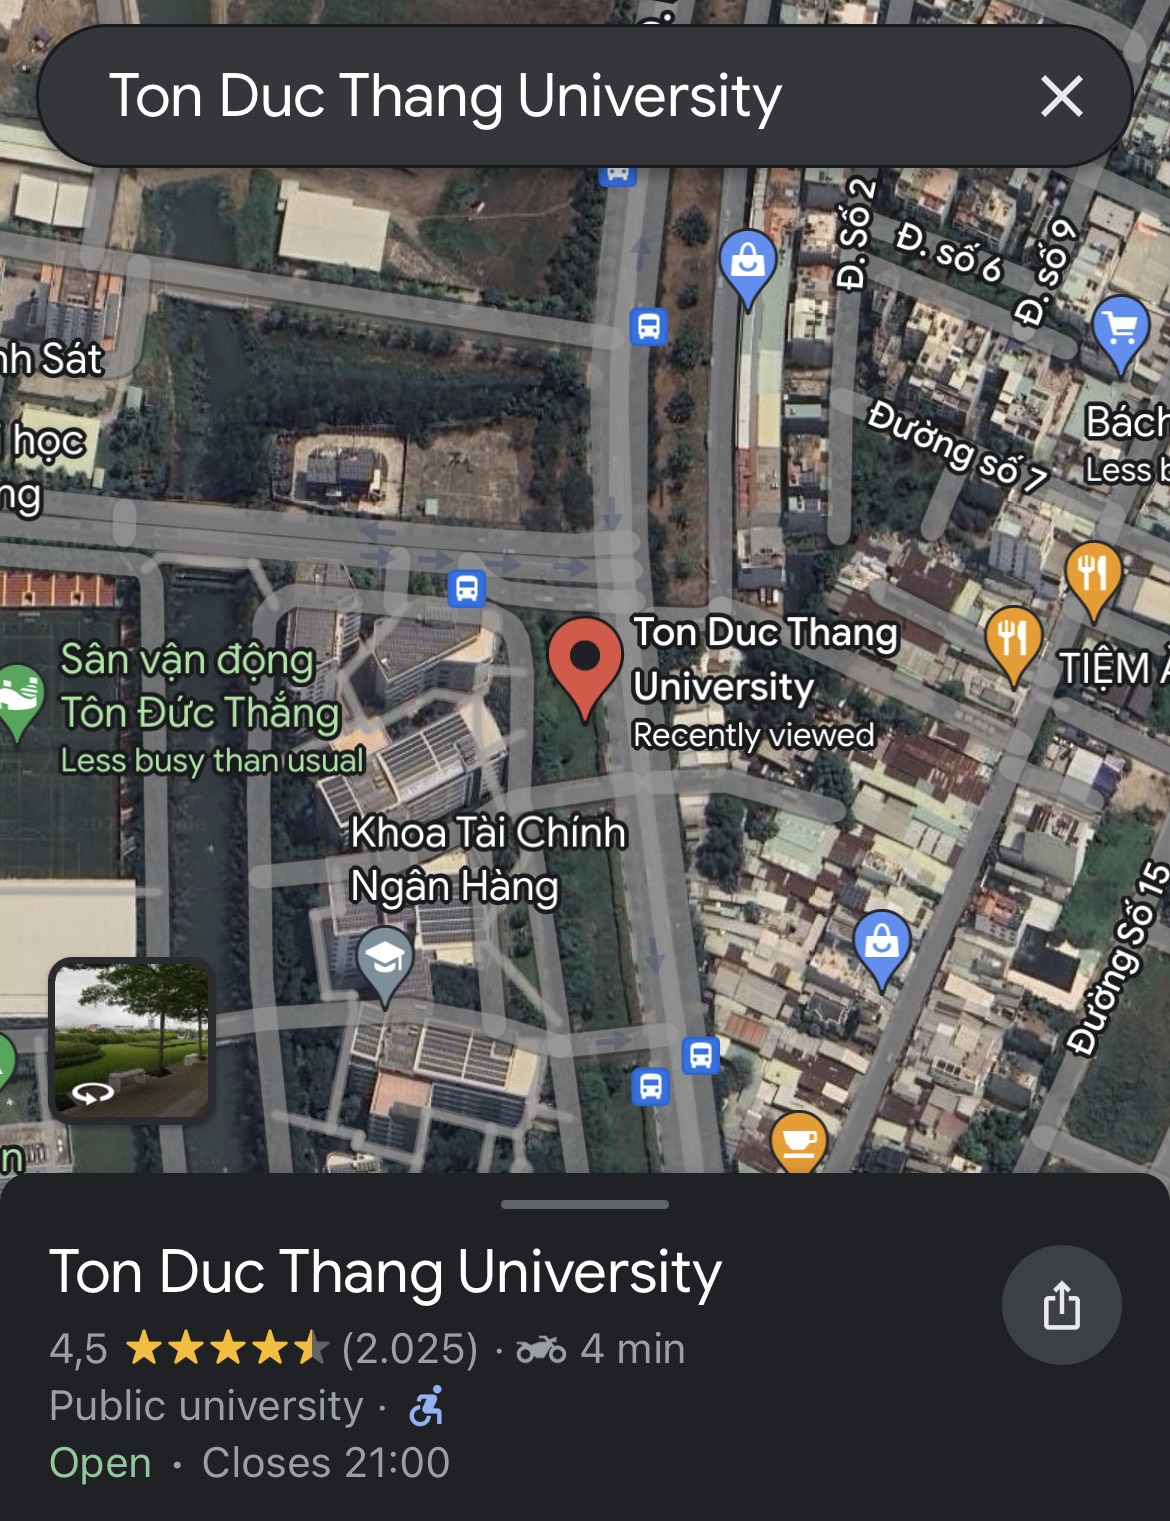 Ton Duc Thang University
Đ. Số 2
Đ. số 6
Đ. số 9
nh Sát
i học
ng
Đường số 7
Bách
Less b
Ton Duc Thang
University
Recently viewed
TIỆM
Sân vận động
Tôn Đức Thắng
Less busy than usual
Khoa Tài Chính
Ngân Hàng
Đường Số 15
n
Ton Duc Thang University
4,5 (2.025) · 4 min
Public university ·
Open · Closes 21:00